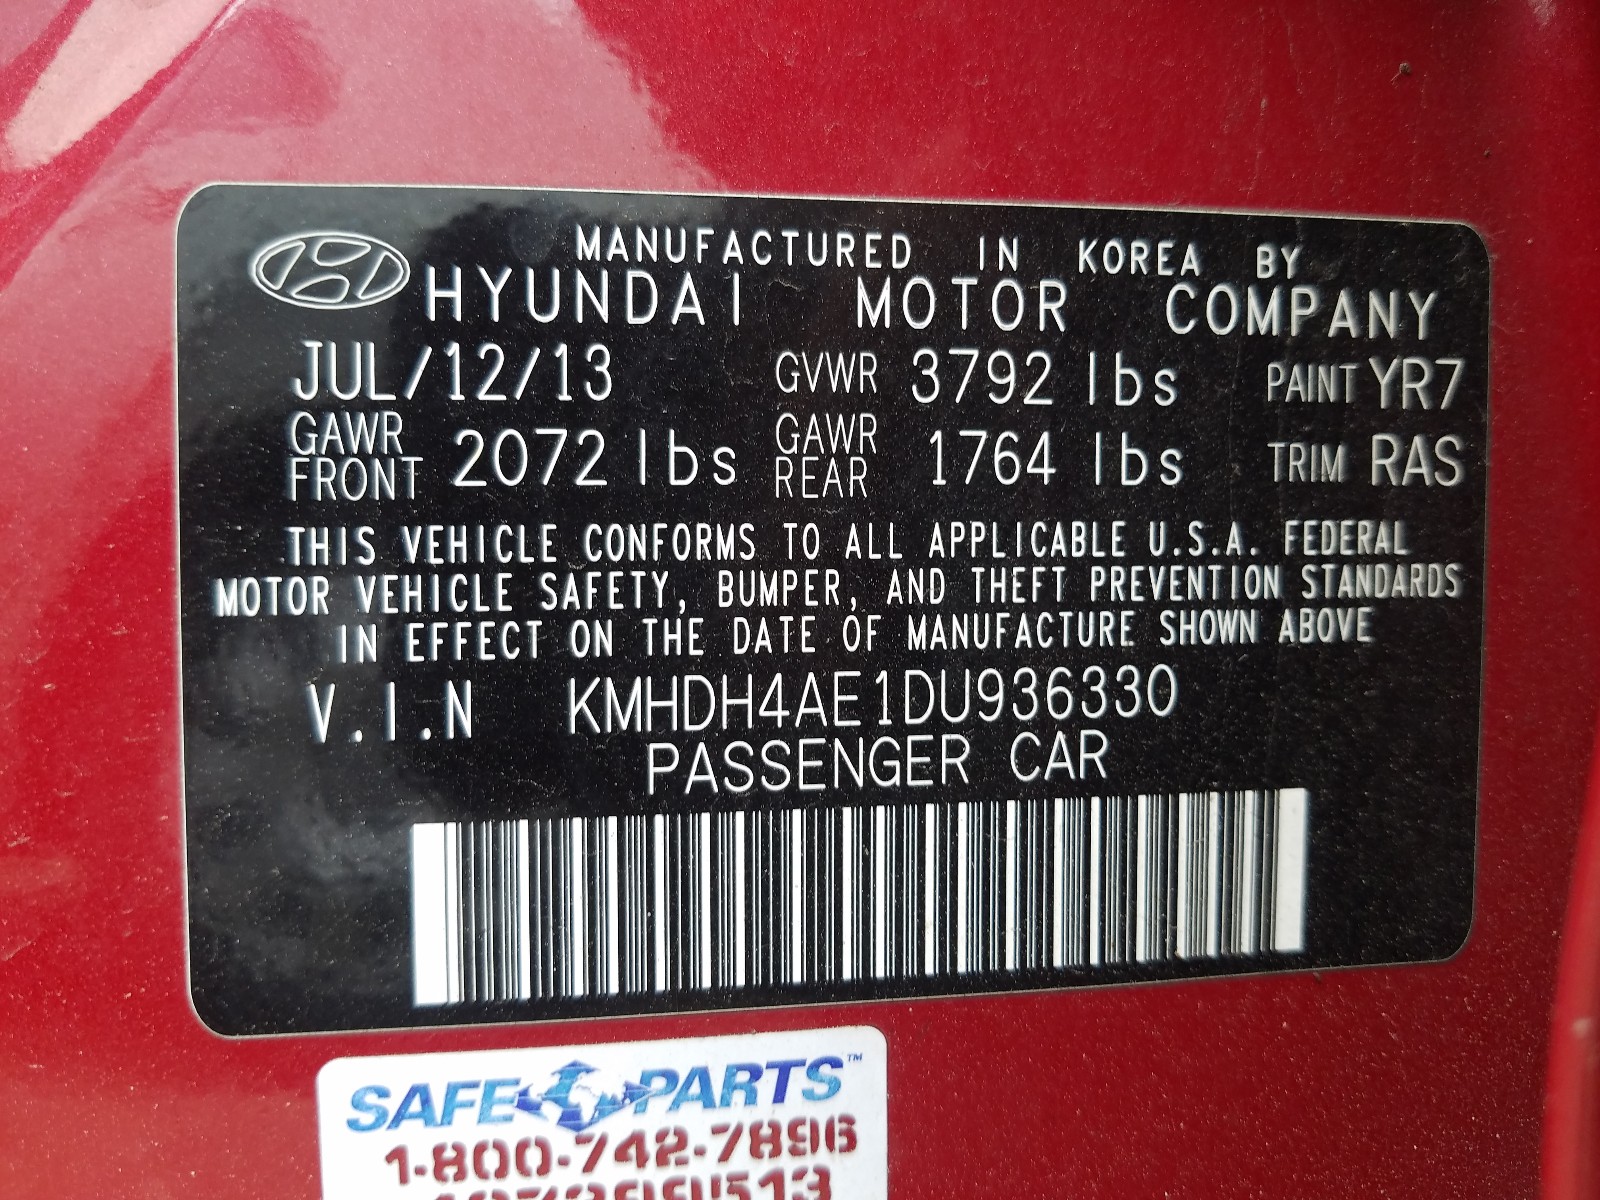 MANUFACTURED IN KOREA BY
HYUNDAI MOTOR COMPANY
JUL/12/13 GVWR 3792 lbs PAINT YR7
GAWR FRONT 2072 lbs GAWR REAR 1764 lbs TRIM RAS
THIS VEHICLE CONFORMS TO ALL APPLICABLE U.S.A. FEDERAL
MOTOR VEHICLE SAFETY, BUMPER, AND THEFT PREVENTION STANDARDS
IN EFFECT ON THE DATE OF MANUFACTURE SHOWN ABOVE
V.I.N KMHDH4AE1DU936330
PASSENGER CAR
SAFE PARTS™
1-800-742-7896